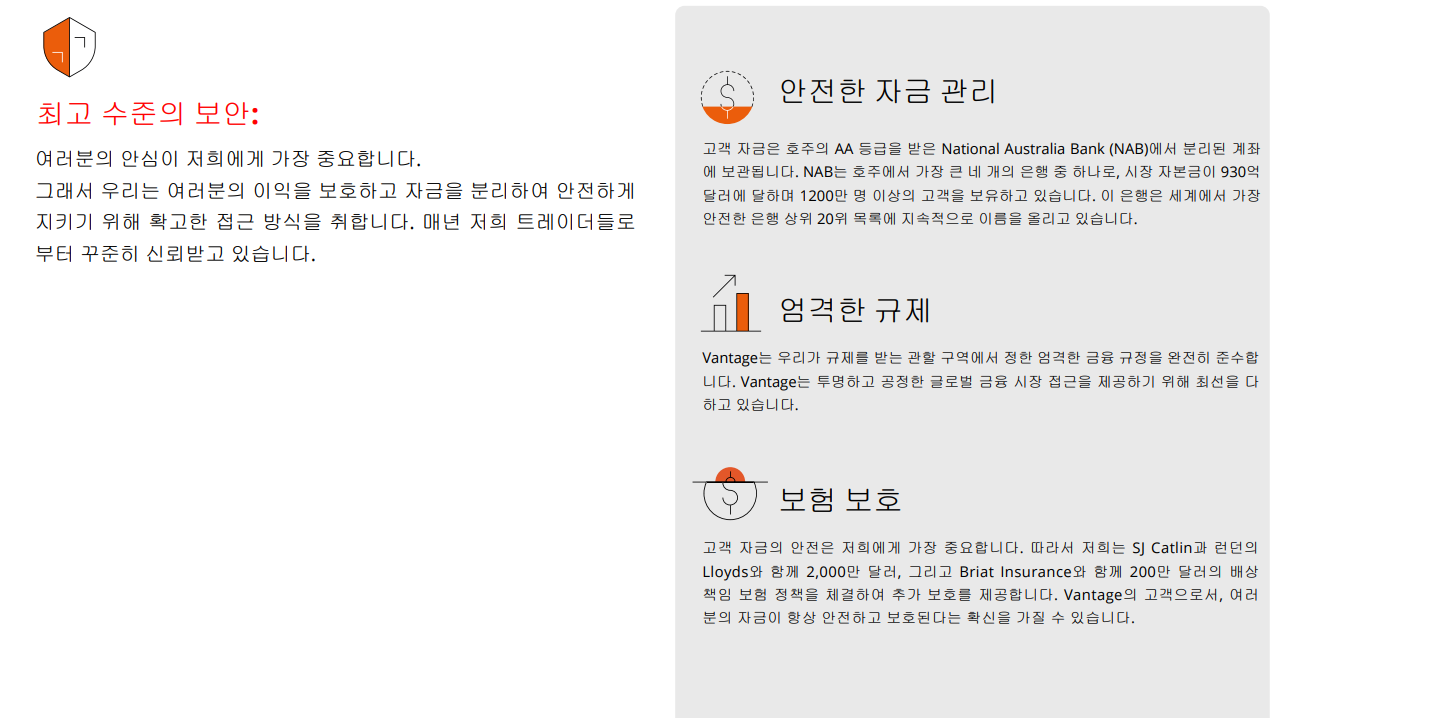 최고 수준의 보안:
여러분의 안심이 저희에게 가장 중요합니다.
그래서 우리는 여러분의 이익을 보호하고 자금을 분리하여 안전하게
지키기 위해 확고한 접근 방식을 취합니다. 매년 저희 트레이더들로
부터 꾸준히 신뢰받고 있습니다.
안전한 자금 관리
고객 자금은 호주의 AA 등급을 받은 National Australia Bank (NAB)에서 분리된 계좌
에 보관됩니다. NAB는 호주에서 가장 큰 네 개의 은행 중 하나로, 시장 자본금이 930억
달러에 달하며 1200만 명 이상의 고객을 보유하고 있습니다. 이 은행은 세계에서 가장
안전한 은행 상위 20위 목록에 지속적으로 이름을 올리고 있습니다.
엄격한 규제
Vantage는 우리가 규제를 받는 관할 구역에서 정한 엄격한 금융 규정을 완전히 준수합
니다. Vantage는 투명하고 공정한 글로벌 금융 시장 접근을 제공하기 위해 최선을 다
하고 있습니다.
보험 보호
고객 자금의 안전은 저희에게 가장 중요합니다. 따라서 저희는 SJ Catlin과 런던의
Lloyds와 함께 2,000만 달러, 그리고 Briat Insurance와 함께 200만 달러의 배상
책임 보험 정책을 체결하여 추가 보호를 제공합니다. Vantage의 고객으로서, 여러
분의 자금이 항상 안전하고 보호된다는 확신을 가질 수 있습니다.